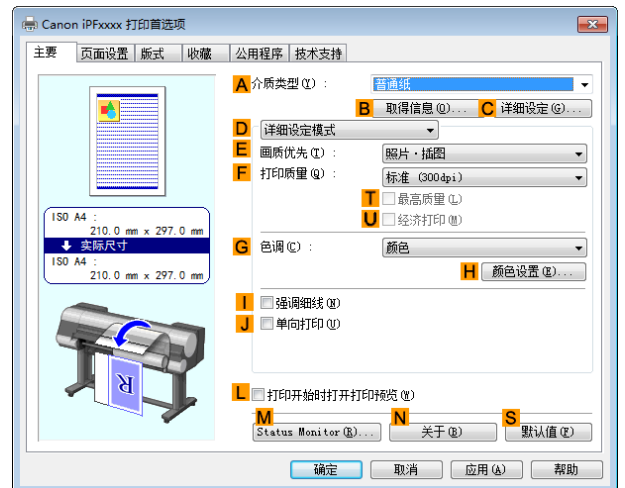 Canon iPFxxxx 打印首选项
主要 页面设置 版式 收藏 公用程序 技术支持
A 介质类型(Y) : 普通纸
B 取得信息(O)... C 详细设定(G)...
D 详细设定模式
E 画质优先(T) : 照片・插图
F 打印质量(Q) : 标准 (300dpi)
T 最高质量(L)
U 经济打印(M)
ISO A4 :
210.0 mm x 297.0 mm
实际尺寸
ISO A4 :
210.0 mm x 297.0 mm
G 色调(C) : 颜色
H 颜色设置(E)...
I 强调细线(N)
J 单向打印(U)
R
L 打印开始时打开打印预览(W)
M N S
Status Monitor(R)... 关于(B) 默认值(F)
确定 取消 应用(A) 帮助